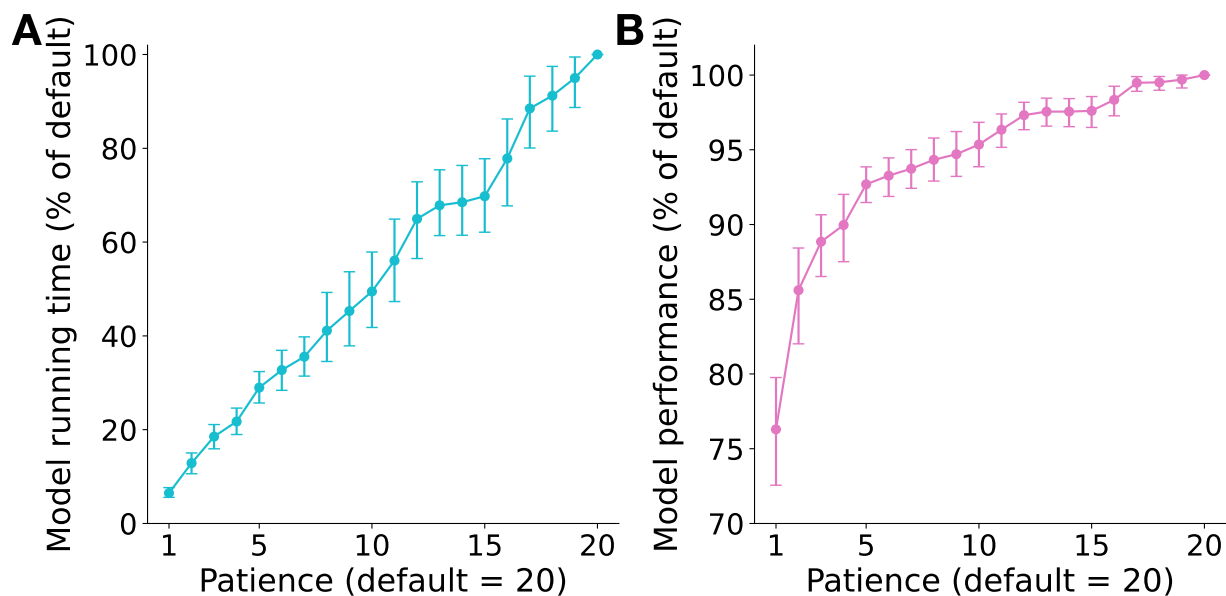 A
Model running time (% of default)
100
80
60
40
20
0
1 5 10 15 20
Patience (default = 20)
B
Model performance (% of default)
100
95
90
85
80
75
70
1 5 10 15 20
Patience (default = 20)